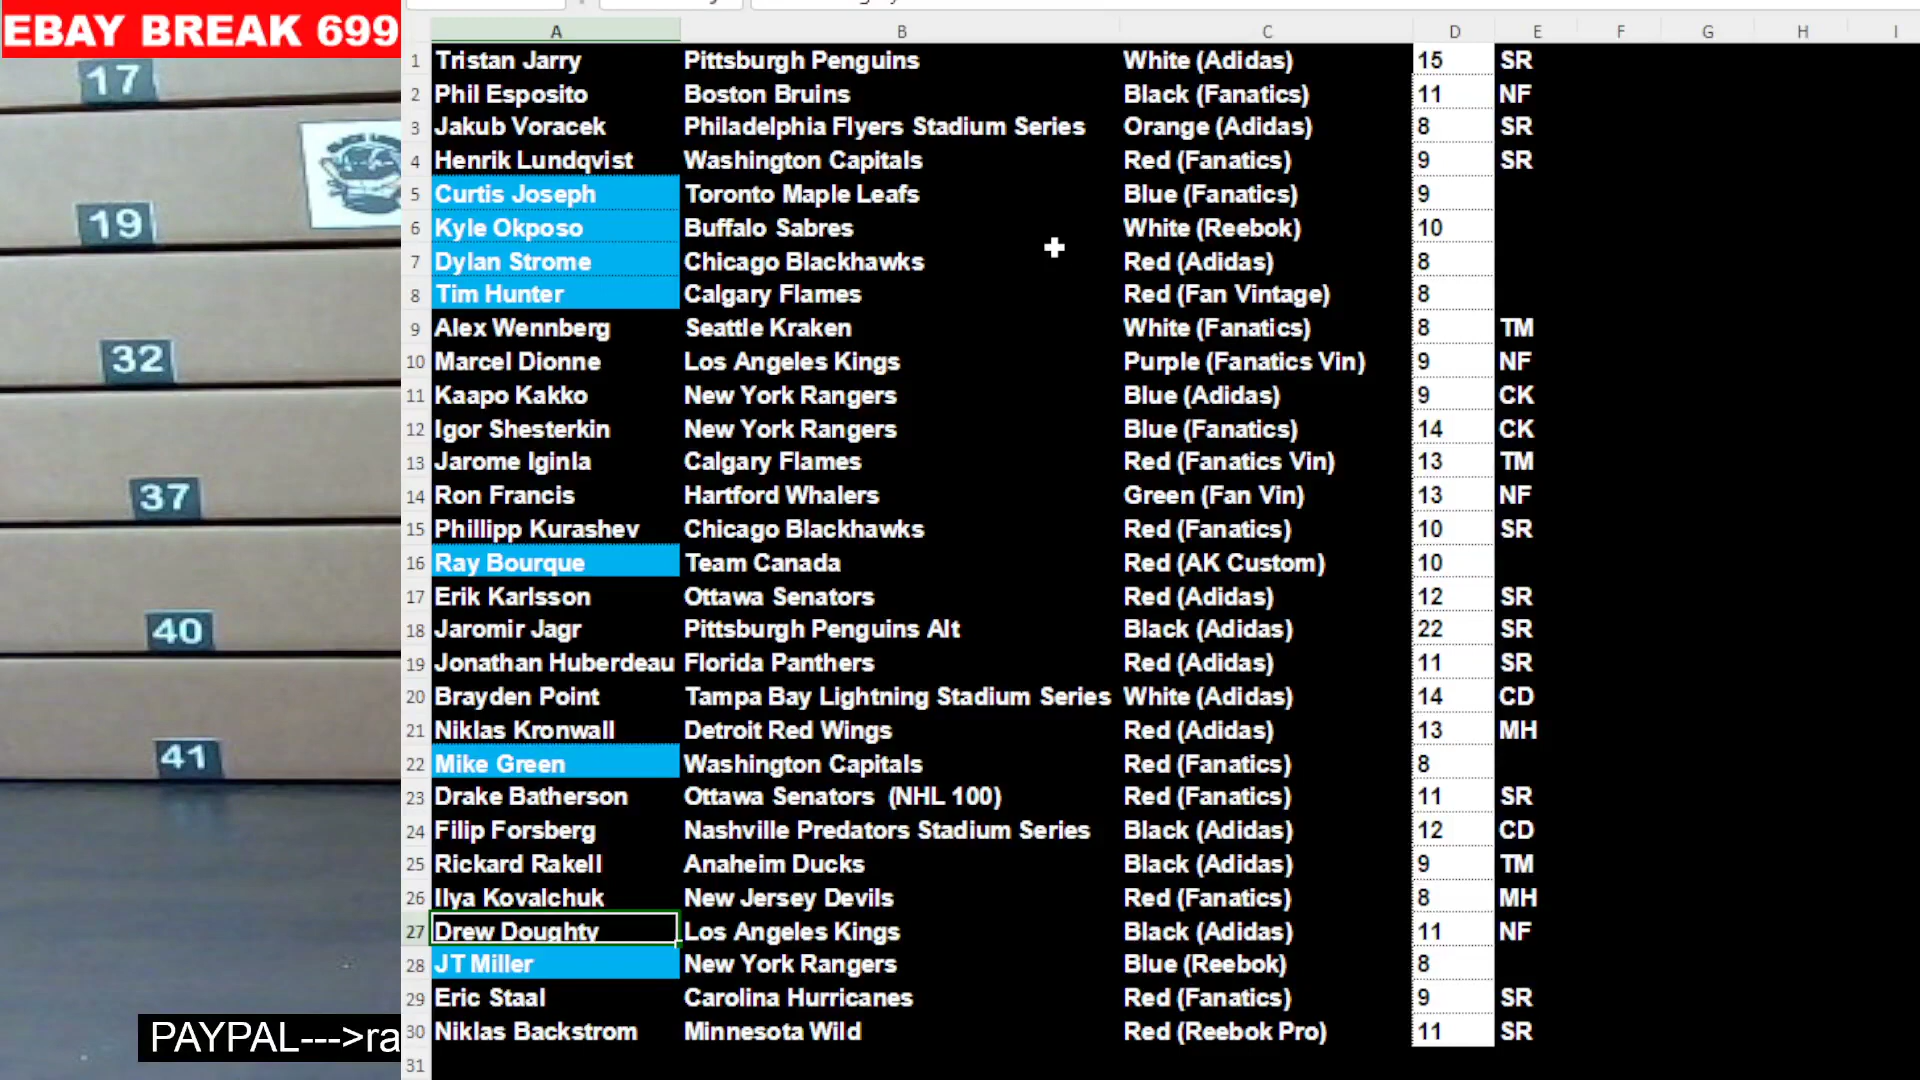 EBAY BREAK 699
17
19
32
37
40
41
PAYPAL--->ra
A B C D E F G H I
1 Tristan Jarry Pittsburgh Penguins White (Adidas) 15 SR
2 Phil Esposito Boston Bruins Black (Fanatics) 11 NF
3 Jakub Voracek Philadelphia Flyers Stadium Series Orange (Adidas) 8 SR
4 Henrik Lundqvist Washington Capitals Red (Fanatics) 9 SR
5 Curtis Joseph Toronto Maple Leafs Blue (Fanatics) 9
6 Kyle Okposo Buffalo Sabres White (Reebok) 10
7 Dylan Strome Chicago Blackhawks Red (Adidas) 8
8 Tim Hunter Calgary Flames Red (Fan Vintage) 8
9 Alex Wennberg Seattle Kraken White (Fanatics) 8 TM
10 Marcel Dionne Los Angeles Kings Purple (Fanatics Vin) 9 NF
11 Kaapo Kakko New York Rangers Blue (Adidas) 9 CK
12 Igor Shesterkin New York Rangers Blue (Fanatics) 14 CK
13 Jarome Iginla Calgary Flames Red (Fanatics Vin) 13 TM
14 Ron Francis Hartford Whalers Green (Fan Vin) 13 NF
15 Phillipp Kurashev Chicago Blackhawks Red (Fanatics) 10 SR
16 Ray Bourque Team Canada Red (AK Custom) 10
17 Erik Karlsson Ottawa Senators Red (Adidas) 12 SR
18 Jaromir Jagr Pittsburgh Penguins Alt Black (Adidas) 22 SR
19 Jonathan Huberdeau Florida Panthers Red (Adidas) 11 SR
20 Brayden Point Tampa Bay Lightning Stadium Series White (Adidas) 14 CD
21 Niklas Kronwall Detroit Red Wings Red (Adidas) 13 MH
22 Mike Green Washington Capitals Red (Fanatics) 8
23 Drake Batherson Ottawa Senators (NHL 100) Red (Fanatics) 11 SR
24 Filip Forsberg Nashville Predators Stadium Series Black (Adidas) 12 CD
25 Rickard Rakell Anaheim Ducks Black (Adidas) 9 TM
26 Ilya Kovalchuk New Jersey Devils Red (Fanatics) 8 MH
27 Drew Doughty Los Angeles Kings Black (Adidas) 11 NF
28 JT Miller New York Rangers Blue (Reebok) 8
29 Eric Staal Carolina Hurricanes Red (Fanatics) 9 SR
30 Niklas Backstrom Minnesota Wild Red (Reebok Pro) 11 SR
31